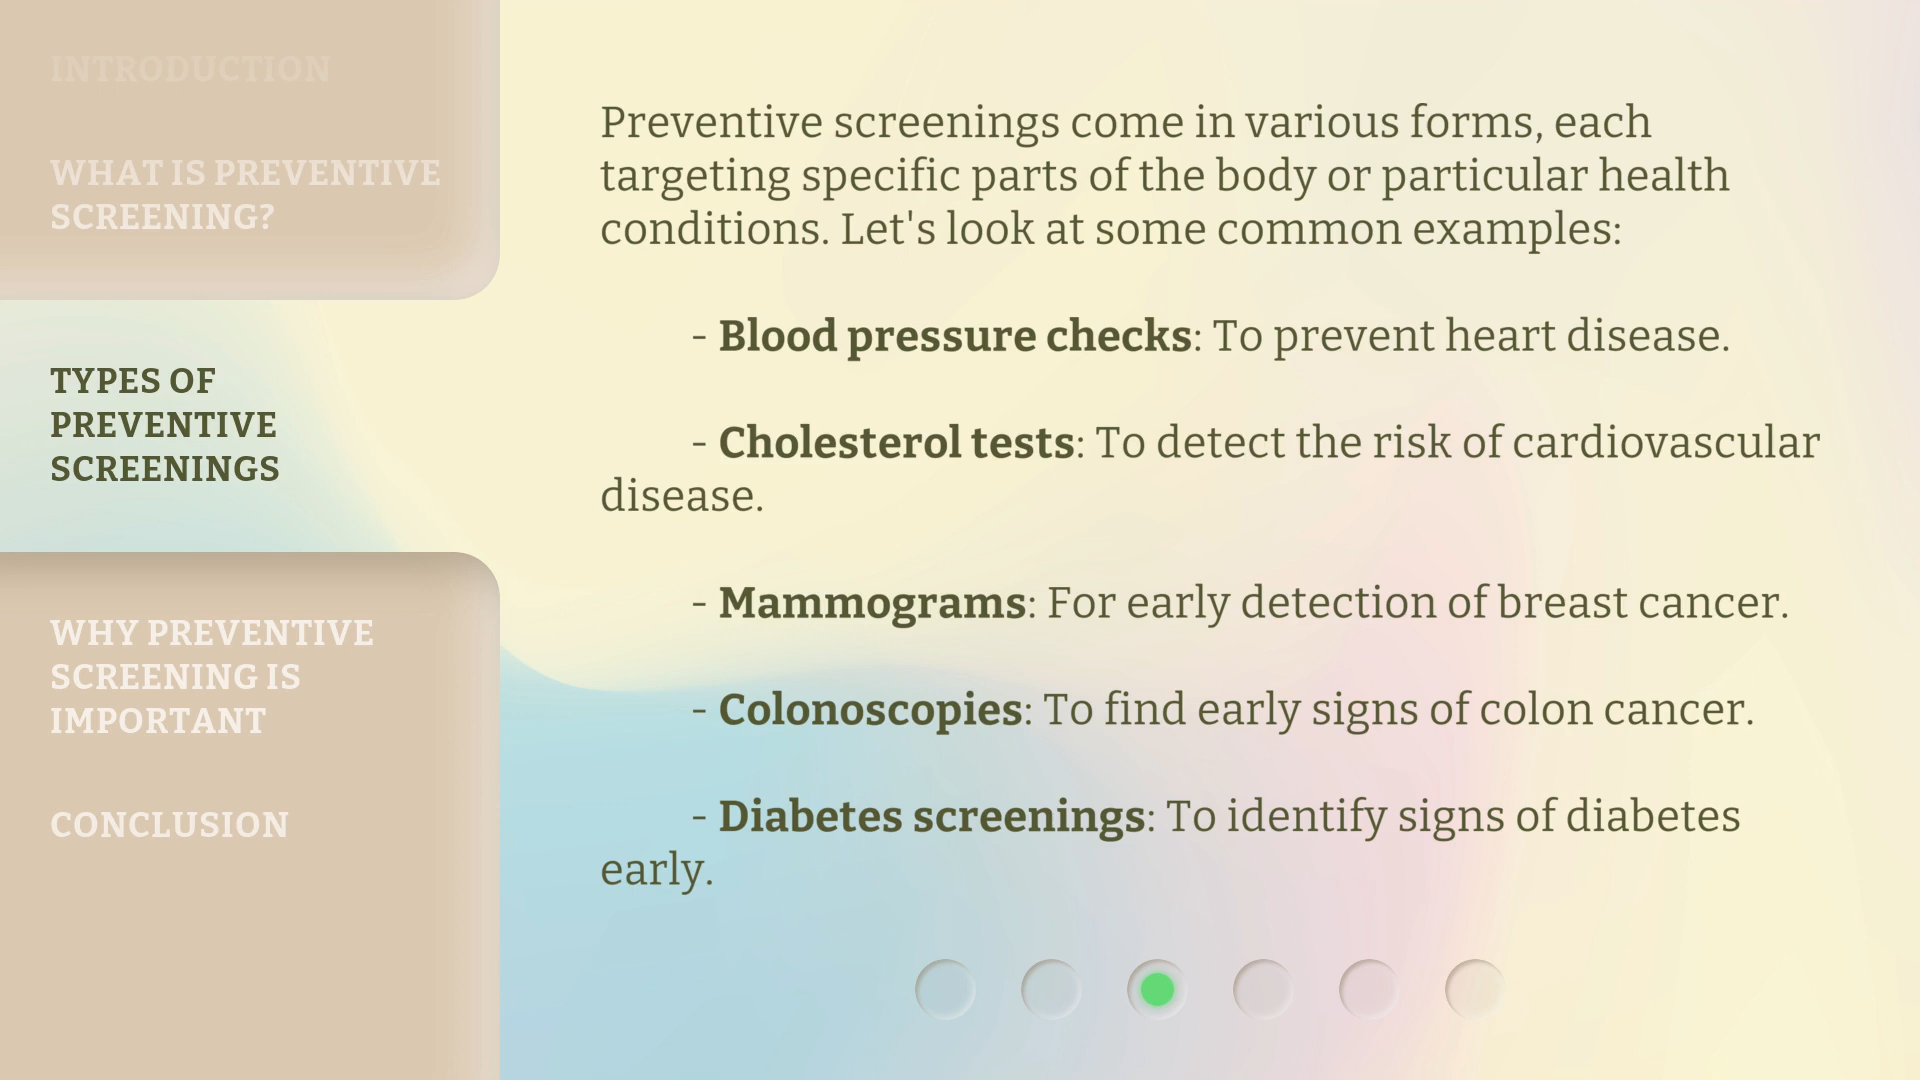 INTRODUCTION
WHAT IS PREVENTIVE
SCREENING?
TYPES OF
PREVENTIVE
SCREENINGS
WHY PREVENTIVE
SCREENING IS
IMPORTANT
CONCLUSION
Preventive screenings come in various forms, each
targeting specific parts of the body or particular health
conditions. Let's look at some common examples:
- Blood pressure checks: To prevent heart disease.
- Cholesterol tests: To detect the risk of cardiovascular
disease.
- Mammograms: For early detection of breast cancer.
- Colonoscopies: To find early signs of colon cancer.
- Diabetes screenings: To identify signs of diabetes
early.